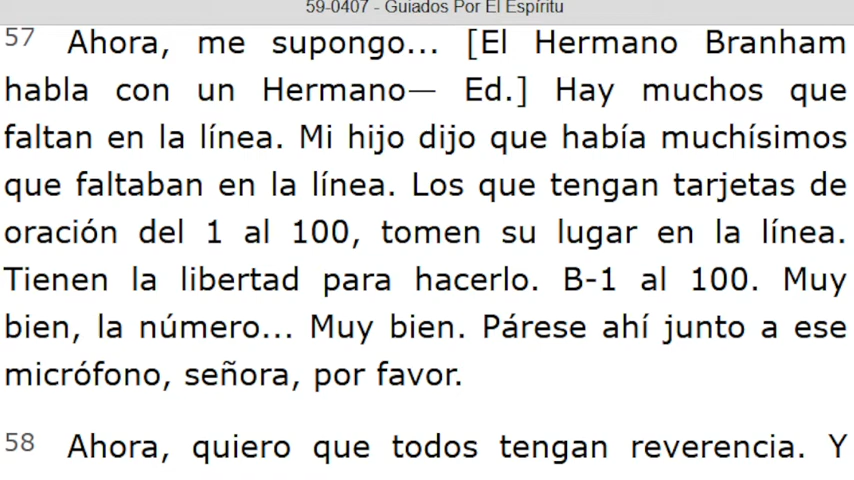 59-0407 - Guiados Por El Espíritu
57 Ahora, me supongo... [El Hermano Branham
habla con un Hermano— Ed.] Hay muchos que
faltan en la línea. Mi hijo dijo que había muchísimos
que faltaban en la línea. Los que tengan tarjetas de
oración del 1 al 100, tomen su lugar en la línea.
Tienen la libertad para hacerlo. B-1 al 100. Muy
bien, la número... Muy bien. Párese ahí junto a ese
micrófono, señora, por favor.
58 Ahora, quiero que todos tengan reverencia. Y